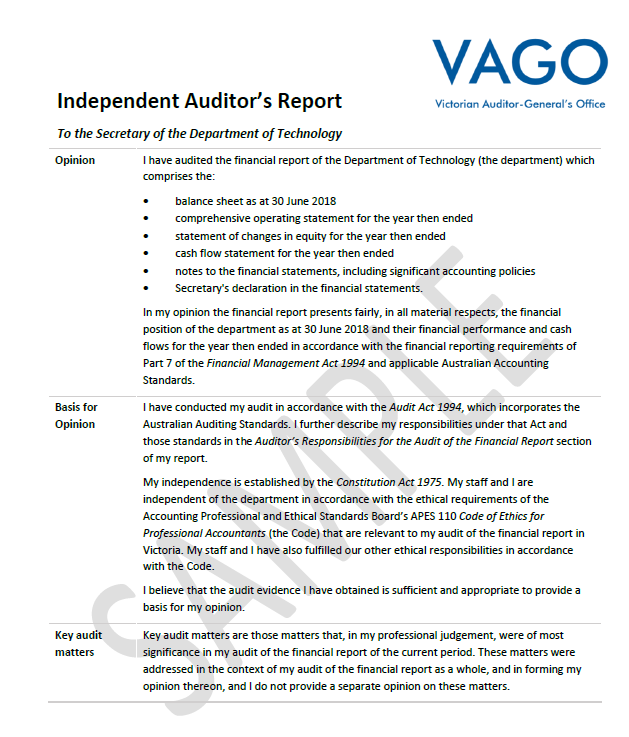 VAGO
Victorian Auditor-General's Office
Independent Auditor's Report
To the Secretary of the Department of Technology
Opinion
I have audited the financial report of the Department of Technology (the department) which
comprises the:
• balance sheet as at 30 June 2018
• comprehensive operating statement for the year then ended
• statement of changes in equity for the year then ended
• cash flow statement for the year then ended
• notes to the financial statements, including significant accounting policies
• Secretary's declaration in the financial statements.
In my opinion the financial report presents fairly, in all material respects, the financial
position of the department as at 30 June 2018 and their financial performance and cash
flows for the year then ended in accordance with the financial reporting requirements of
Part 7 of the Financial Management Act 1994 and applicable Australian Accounting
Standards.
Basis for
Opinion
I have conducted my audit in accordance with the Audit Act 1994, which incorporates the
Australian Auditing Standards. I further describe my responsibilities under that Act and
those standards in the Auditor's Responsibilities for the Audit of the Financial Report section
of my report.
My independence is established by the Constitution Act 1975. My staff and I are
independent of the department in accordance with the ethical requirements of the
Accounting Professional and Ethical Standards Board's APES 110 Code of Ethics for
Professional Accountants (the Code) that are relevant to my audit of the financial report in
Victoria. My staff and I have also fulfilled our other ethical responsibilities in accordance
with the Code.
I believe that the audit evidence I have obtained is sufficient and appropriate to provide a
basis for my opinion.
Key audit
matters
Key audit matters are those matters that, in my professional judgement, were of most
significance in my audit of the financial report of the current period. These matters were
addressed in the context of my audit of the financial report as a whole, and in forming my
opinion thereon, and I do not provide a separate opinion on these matters.
SAMPLE